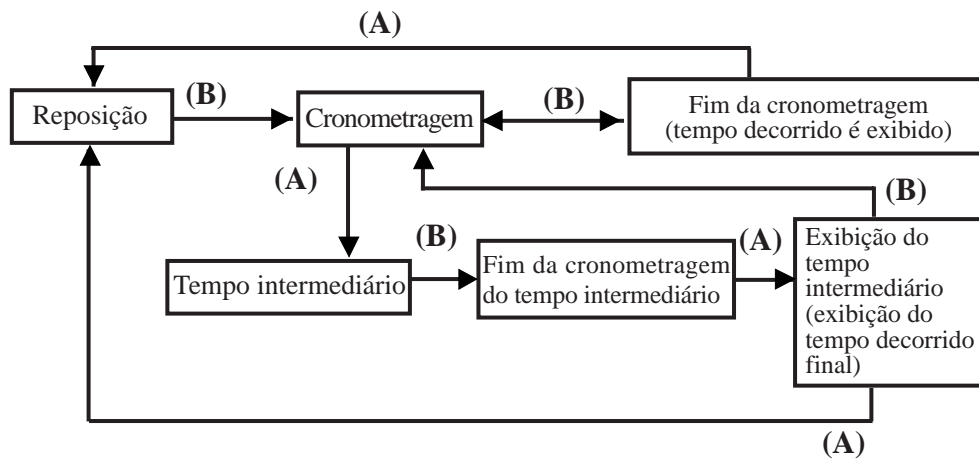 (A)
Reposição
(B)
Cronometragem
(B)
Fim da cronometragem
(tempo decorrido é exibido)
(A)
(B)
Tempo intermediário
(B)
Fim da cronometragem
do tempo intermediário
(A)
Exibição do
tempo
intermediário
(exibição do
tempo decorrido
final)
(A)